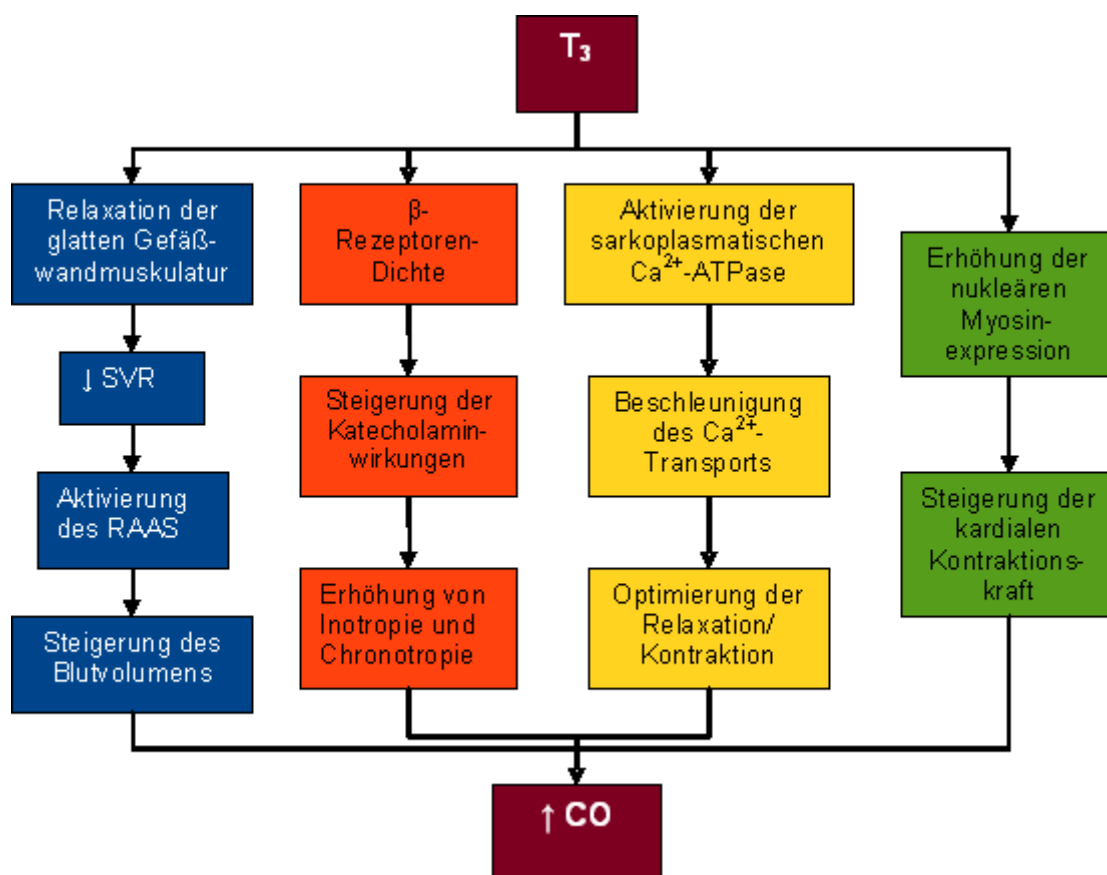 T₃
Relaxation der
glatten Gefäß-
wandmuskulatur
↓ SVR
Aktivierung
des RAAS
Steigerung des
Blutvolumens
β-
Rezeptoren-
Dichte
Steigerung der
Katecholamin-
wirkungen
Erhöhung von
Inotropie und
Chronotropie
Aktivierung der
sarkoplasmatischen
Ca²⁺-ATPase
Beschleunigung
des Ca²⁺-
Transports
Optimierung der
Relaxation/
Kontraktion
Erhöhung der
nukleären
Myosin-
expression
Steigerung der
kardialen
Kontraktions-
kraft
↑ CO